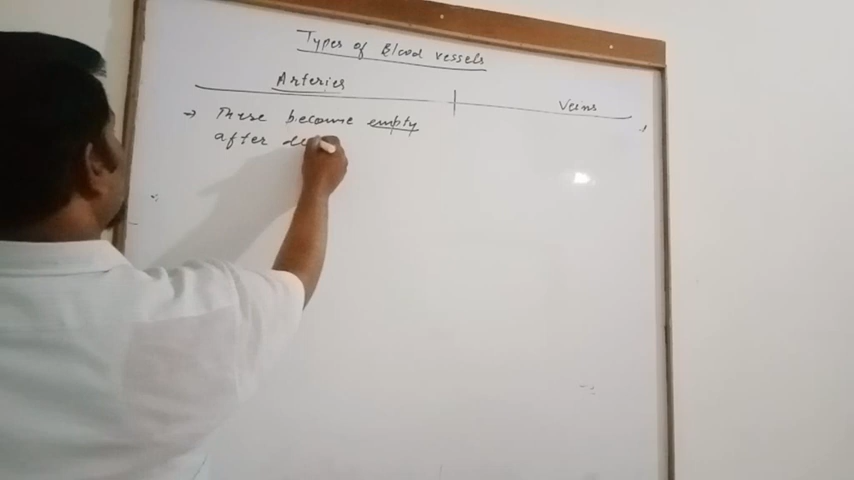 Types of Blood vessels
Arteries
Veins
→ These become empty
after de